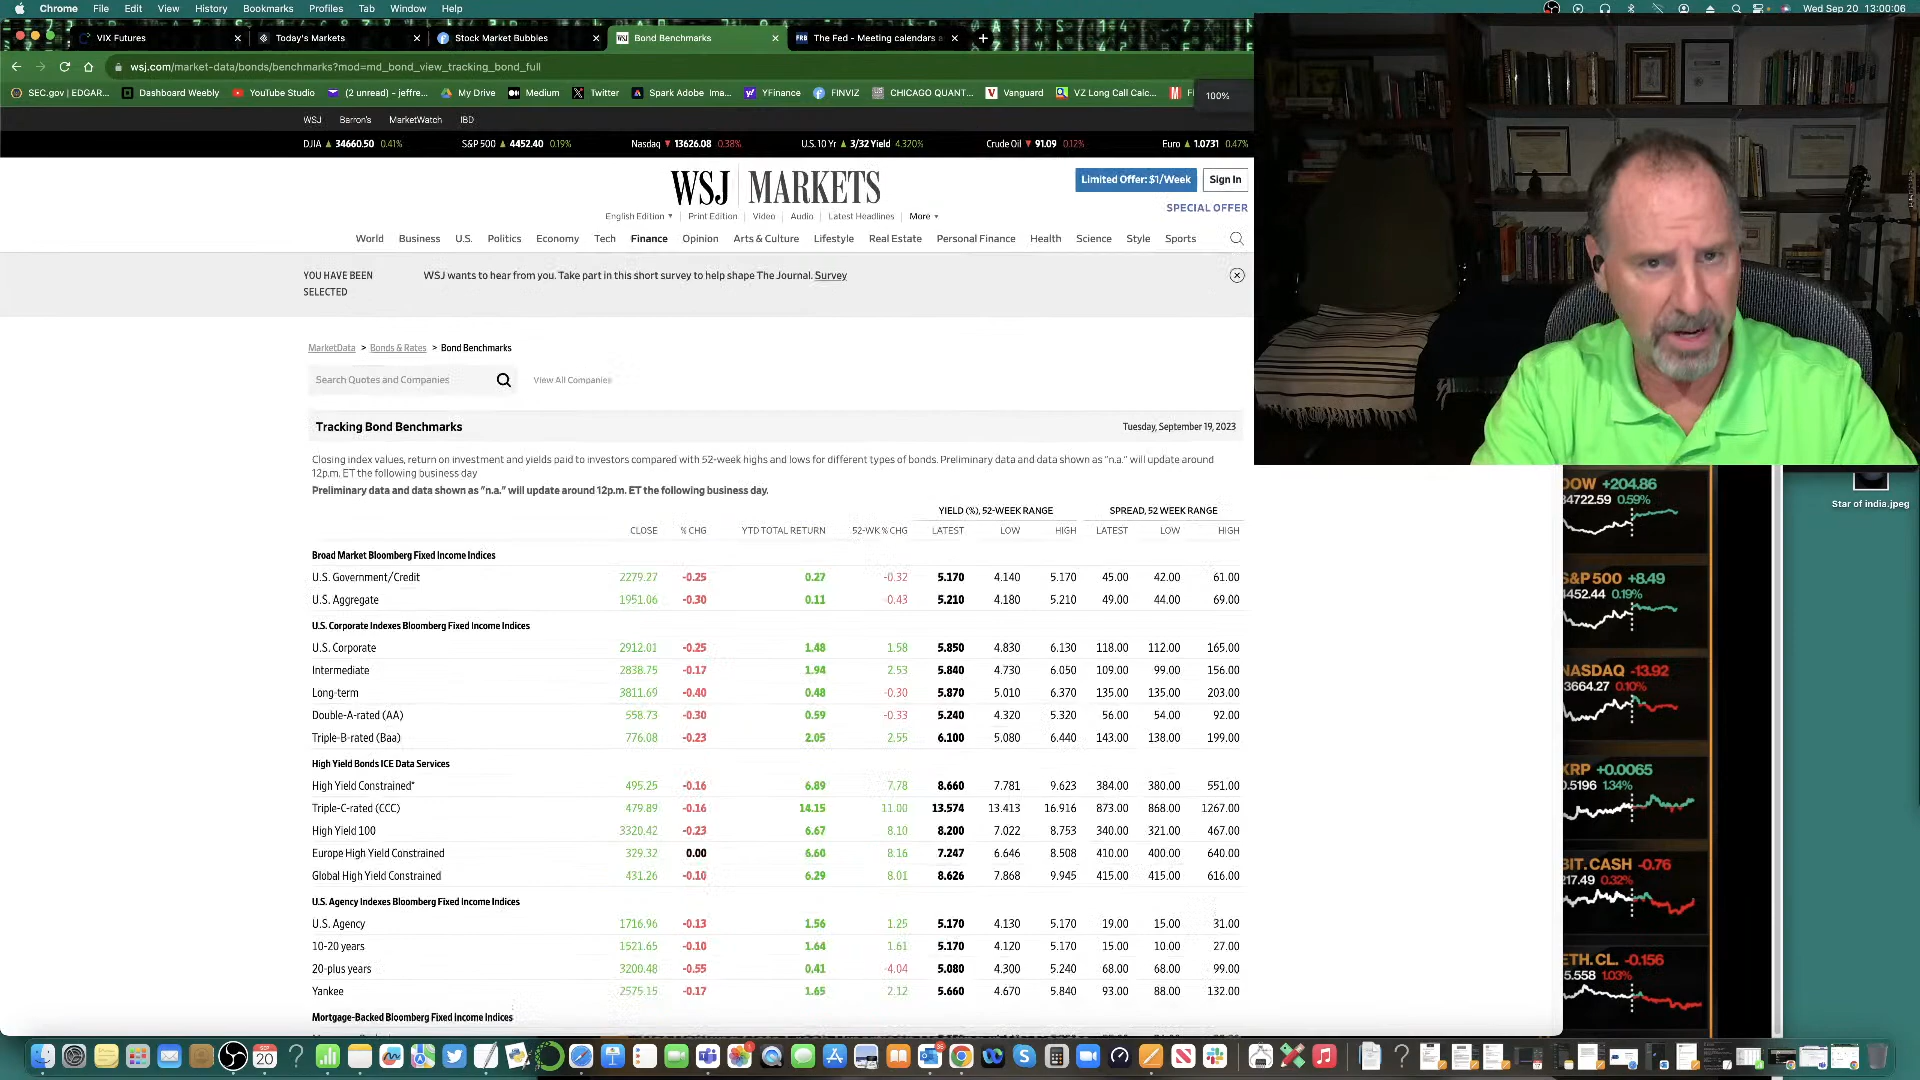 Chrome File Edit View History Bookmarks Profiles Tab Window Help
Wed Sep 20 13:00:06
VIX Futures
Today's Markets
Stock Market Bubbles
Bond Benchmarks
The Fed - Meeting calendars a
wsj.com/market-data/bonds/benchmarks?mod=md_bond_view_tracking_bond_full
SEC.gov | EDGAR... Dashboard Weekly YouTube Studio (2 unread) - jeffre... My Drive Medium Twitter Spark Adobe Ima... YFinance FINVIZ CHICAGO QUANT... Vanguard VZ Long Call Calc...
100%
WSJ Barron's MarketWatch IBD
DJIA ▲ 34660.50 0.41% S&P 500 ▲ 4452.40 0.19% Nasdaq ▼ 13626.08 0.38% U.S. 10 Yr ▲ 3/32 Yield 4.320% Crude Oil ▼ 91.09 0.12% Euro ▲ 1.0731 0.47%
WSJ | MARKETS
Limited Offer: $1/Week Sign In
SPECIAL OFFER
English Edition ▼ | Print Edition | Video | Audio | Latest Headlines | More ▼
World Business U.S. Politics Economy Tech Finance Opinion Arts & Culture Lifestyle Real Estate Personal Finance Health Science Style Sports
YOU HAVE BEEN
SELECTED
WSJ wants to hear from you. Take part in this short survey to help shape The Journal. Survey
MarketData > Bonds & Rates > Bond Benchmarks
Search Quotes and Companies
View All Companies
Tracking Bond Benchmarks
Tuesday, September 19, 2023
Closing index values, return on investment and yields paid to investors compared with 52-week highs and lows for different types of bonds. Preliminary data and data shown as "n.a." will update around
12p.m. ET the following business day
Preliminary data and data shown as "n.a." will update around 12p.m. ET the following business day.
YIELD (%), 52-WEEK RANGE SPREAD, 52 WEEK RANGE
CLOSE % CHG YTD TOTAL RETURN 52-WK % CHG LATEST LOW HIGH LATEST LOW HIGH
Broad Market Bloomberg Fixed Income Indices
U.S. Government/Credit 2279.27 -0.25 0.27 -0.32 5.170 4.140 5.170 45.00 42.00 61.00
U.S. Aggregate 1951.06 -0.30 0.11 -0.43 5.210 4.180 5.210 49.00 44.00 69.00
U.S. Corporate Indexes Bloomberg Fixed Income Indices
U.S. Corporate 2912.01 -0.25 1.48 1.58 5.850 4.830 6.130 118.00 112.00 165.00
Intermediate 2838.75 -0.17 1.94 2.53 5.840 4.730 6.050 109.00 99.00 156.00
Long-term 3811.69 -0.40 0.48 -0.30 5.870 5.010 6.370 135.00 135.00 203.00
Double-A-rated (AA) 558.73 -0.30 0.59 -0.33 5.240 4.320 5.320 56.00 54.00 92.00
Triple-B-rated (Baa) 776.08 -0.23 2.05 2.55 6.100 5.080 6.440 143.00 138.00 199.00
High Yield Bonds ICE Data Services
High Yield Constrained* 495.25 -0.16 6.89 7.78 8.660 7.781 9.623 384.00 380.00 551.00
Triple-C-rated (CCC) 479.89 -0.16 14.15 11.00 13.574 13.413 16.916 873.00 868.00 1267.00
High Yield 100 3320.42 -0.23 6.67 8.10 8.200 7.022 8.753 340.00 321.00 467.00
Europe High Yield Constrained 329.32 0.00 6.60 8.16 7.247 6.646 8.508 410.00 400.00 640.00
Global High Yield Constrained 431.26 -0.10 6.29 8.01 8.626 7.868 9.945 415.00 415.00 616.00
U.S. Agency Indexes Bloomberg Fixed Income Indices
U.S. Agency 1716.96 -0.13 1.56 1.25 5.170 4.130 5.170 19.00 15.00 31.00
10-20 years 1521.65 -0.10 1.64 1.61 5.170 4.120 5.170 15.00 10.00 27.00
20-plus years 3200.48 -0.55 0.41 -4.04 5.080 4.300 5.240 68.00 68.00 99.00
Yankee 2575.15 -0.17 1.65 2.12 5.660 4.670 5.840 93.00 88.00 132.00
Mortgage-Backed Bloomberg Fixed Income Indices
DOW +204.86
34722.59 0.59%
S&P 500 +8.49
4452.44 0.19%
NASDAQ -13.92
3664.27 0.10%
XRP +0.0065
0.5196 1.34%
BIT. CASH -0.76
217.49 0.32%
ETH.CL. -0.156
5.558 1.03%
Star of india.jpeg
SEP
20